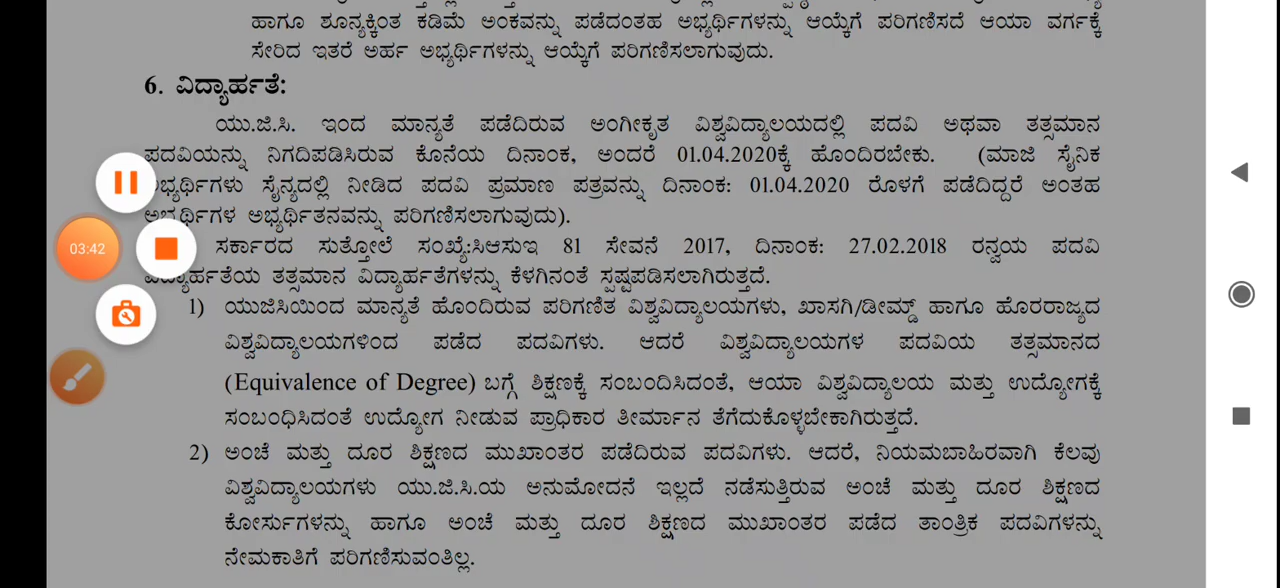 ಹಾಗೂ ಶೂನ್ಯಕ್ಕಿಂತ ಕಡಿಮೆ ಅಂಕವನ್ನು ಪಡೆದಂತಹ ಅಭ್ಯರ್ಥಿಗಳನ್ನು ಆಯ್ಕೆಗೆ ಪರಿಗಣಿಸದೆ ಆಯಾ ವರ್ಗಕ್ಕೆ
ಸೇರಿದ ಇತರೆ ಅರ್ಹ ಅಭ್ಯರ್ಥಿಗಳನ್ನು ಆಯ್ಕೆಗೆ ಪರಿಗಣಿಸಲಾಗುವುದು.
6. ವಿದ್ಯಾರ್ಹತೆ:
ಯು.ಜಿ.ಸಿ. ಇಂದ ಮಾನ್ಯತೆ ಪಡೆದಿರುವ ಅಂಗೀಕೃತ ವಿಶ್ವವಿದ್ಯಾಲಯದಲ್ಲಿ ಪದವಿ ಅಥವಾ ತತ್ಸಮಾನ
ಪದವಿಯನ್ನು ನಿಗದಿಪಡಿಸಿರುವ ಕೊನೆಯ ದಿನಾಂಕ, ಅಂದರೆ 01.04.2020ಕ್ಕೆ ಹೊಂದಿರಬೇಕು. (ಮಾಜಿ ಸೈನಿಕ
ಅಭ್ಯರ್ಥಿಗಳು ಸೈನ್ಯದಲ್ಲಿ ನೀಡಿದ ಪದವಿ ಪ್ರಮಾಣ ಪತ್ರವನ್ನು ದಿನಾಂಕ: 01.04.2020 ರೊಳಗೆ ಪಡೆದಿದ್ದರೆ ಅಂತಹ
ಅಭ್ಯರ್ಥಿಗಳ ಅಭ್ಯರ್ಥಿತನವನ್ನು ಪರಿಗಣಿಸಲಾಗುವುದು).
03:42
ಸರ್ಕಾರದ ಸುತ್ತೋಲೆ ಸಂಖ್ಯೆ:ಸಿಆಸುಇ 81 ಸೇವನೆ 2017, ದಿನಾಂಕ: 27.02.2018 ರನ್ವಯ ಪದವಿ
ವಿದ್ಯಾರ್ಹತೆಯ ತತ್ಸಮಾನ ವಿದ್ಯಾರ್ಹತೆಗಳನ್ನು ಕೆಳಗಿನಂತೆ ಸ್ಪಷ್ಟಪಡಿಸಲಾಗಿರುತ್ತದೆ.
1) ಯುಜಿಸಿಯಿಂದ ಮಾನ್ಯತೆ ಹೊಂದಿರುವ ಪರಿಗಣಿತ ವಿಶ್ವವಿದ್ಯಾಲಯಗಳು, ಖಾಸಗಿ/ಡೀಮ್ಡ್ ಹಾಗೂ ಹೊರರಾಜ್ಯದ
ವಿಶ್ವವಿದ್ಯಾಲಯಗಳಿಂದ ಪಡೆದ ಪದವಿಗಳು. ಆದರೆ ವಿಶ್ವವಿದ್ಯಾಲಯಗಳ ಪದವಿಯ ತತ್ಸಮಾನದ
(Equivalence of Degree) ಬಗ್ಗೆ ಶಿಕ್ಷಣಕ್ಕೆ ಸಂಬಂದಿಸಿದಂತೆ, ಆಯಾ ವಿಶ್ವವಿದ್ಯಾಲಯ ಮತ್ತು ಉದ್ಯೋಗಕ್ಕೆ
ಸಂಬಂಧಿಸಿದಂತೆ ಉದ್ಯೋಗ ನೀಡುವ ಪ್ರಾಧಿಕಾರ ತೀರ್ಮಾನ ತೆಗೆದುಕೊಳ್ಳಬೇಕಾಗಿರುತ್ತದೆ.
2) ಅಂಚೆ ಮತ್ತು ದೂರ ಶಿಕ್ಷಣದ ಮುಖಾಂತರ ಪಡೆದಿರುವ ಪದವಿಗಳು. ಆದರೆ, ನಿಯಮಬಾಹಿರವಾಗಿ ಕೆಲವು
ವಿಶ್ವವಿದ್ಯಾಲಯಗಳು ಯು.ಜಿ.ಸಿ.ಯ ಅನುಮೋದನೆ ಇಲ್ಲದೆ ನಡೆಸುತ್ತಿರುವ ಅಂಚೆ ಮತ್ತು ದೂರ ಶಿಕ್ಷಣದ
ಕೋರ್ಸುಗಳನ್ನು ಹಾಗೂ ಅಂಚೆ ಮತ್ತು ದೂರ ಶಿಕ್ಷಣದ ಮುಖಾಂತರ ಪಡೆದ ತಾಂತ್ರಿಕ ಪದವಿಗಳನ್ನು
ನೇಮಕಾತಿಗೆ ಪರಿಗಣಿಸುವಂತಿಲ್ಲ.